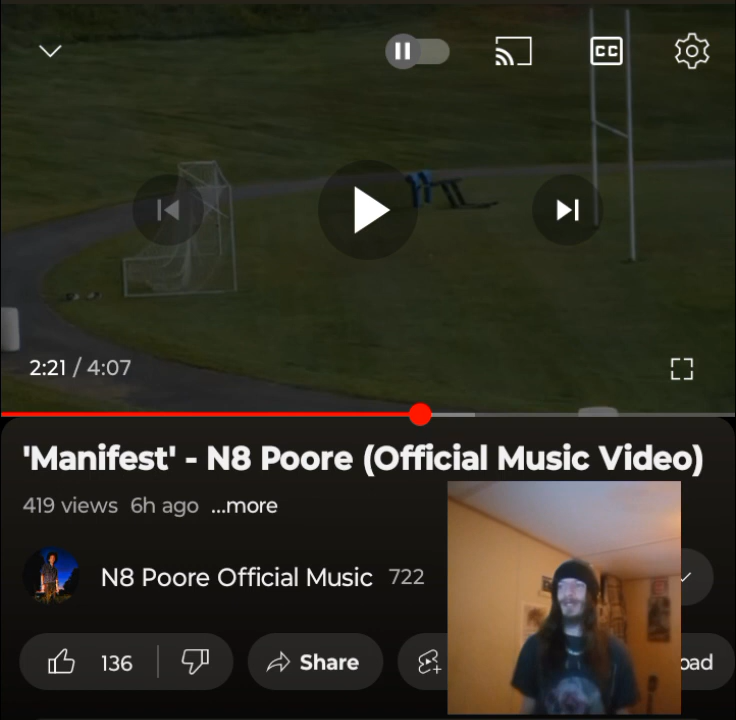 CC
2:21 / 4:07
'Manifest' - N8 Poore (Official Music Video)
419 views 6h ago ...more
N8 Poore Official Music 722
136 Share oad